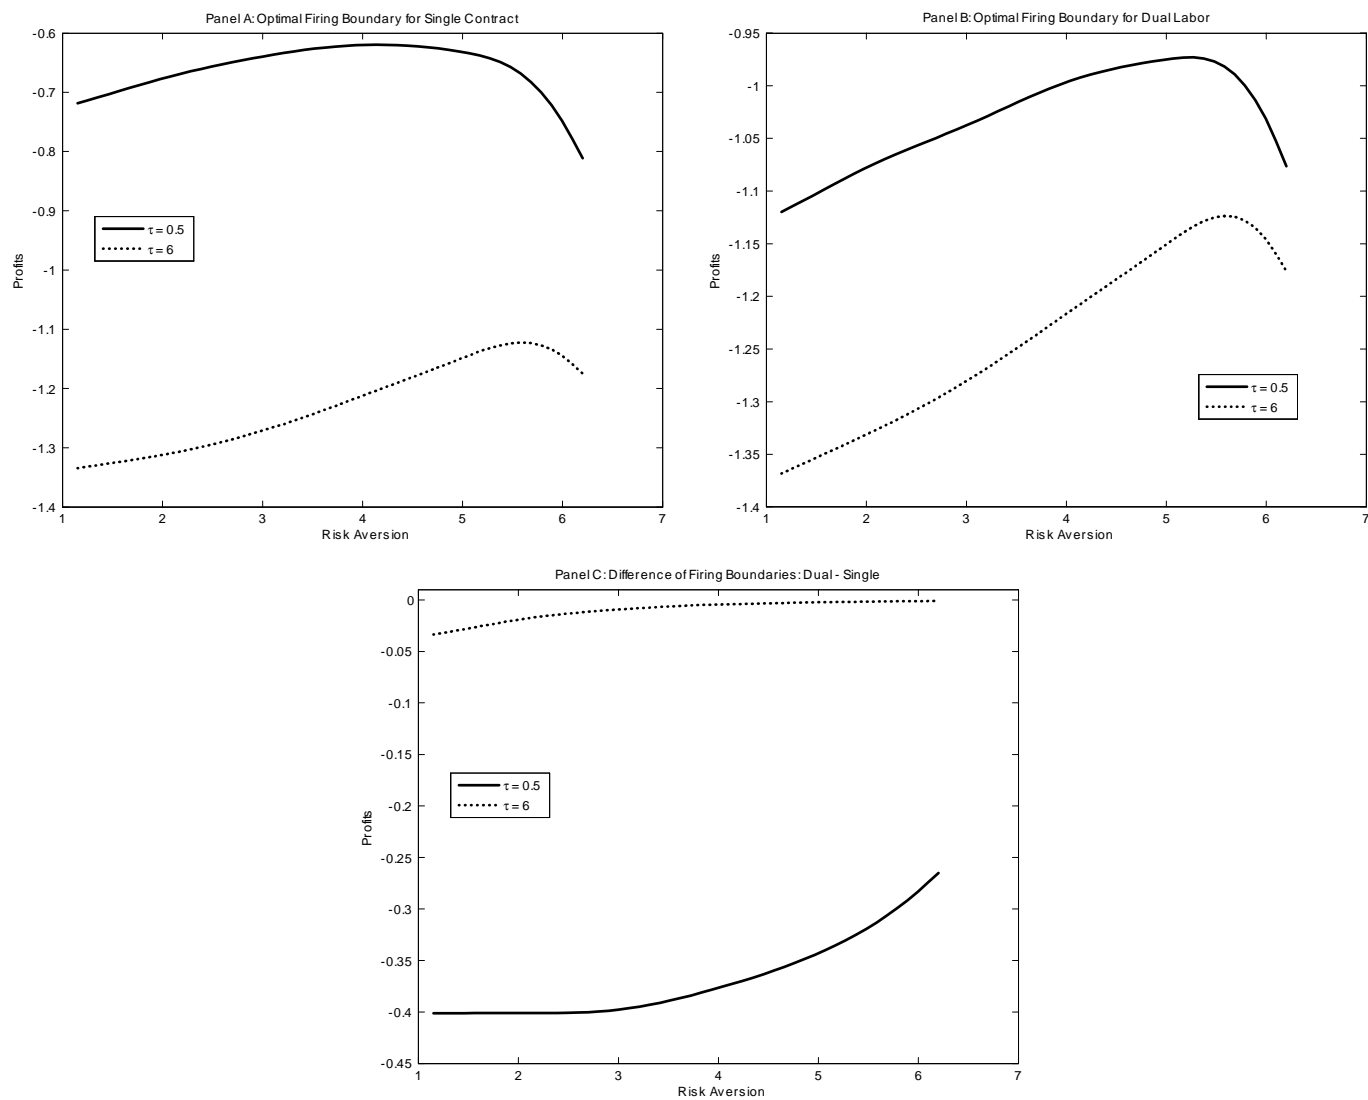 Panel A: Optimal Firing Boundary for Single Contract
-0.6
-0.7
-0.8
-0.9
-1
-1.1
-1.2
-1.3
-1.4
Profits
τ = 0.5
τ = 6
1 2 3 4 5 6 7
Risk Aversion
Panel B: Optimal Firing Boundary for Dual Labor
-0.95
-1
-1.05
-1.1
-1.15
-1.2
-1.25
-1.3
-1.35
-1.4
Profits
τ = 0.5
τ = 6
1 2 3 4 5 6 7
Risk Aversion
Panel C: Difference of Firing Boundaries: Dual - Single
0
-0.05
-0.1
-0.15
-0.2
-0.25
-0.3
-0.35
-0.4
-0.45
Profits
τ = 0.5
τ = 6
1 2 3 4 5 6 7
Risk Aversion